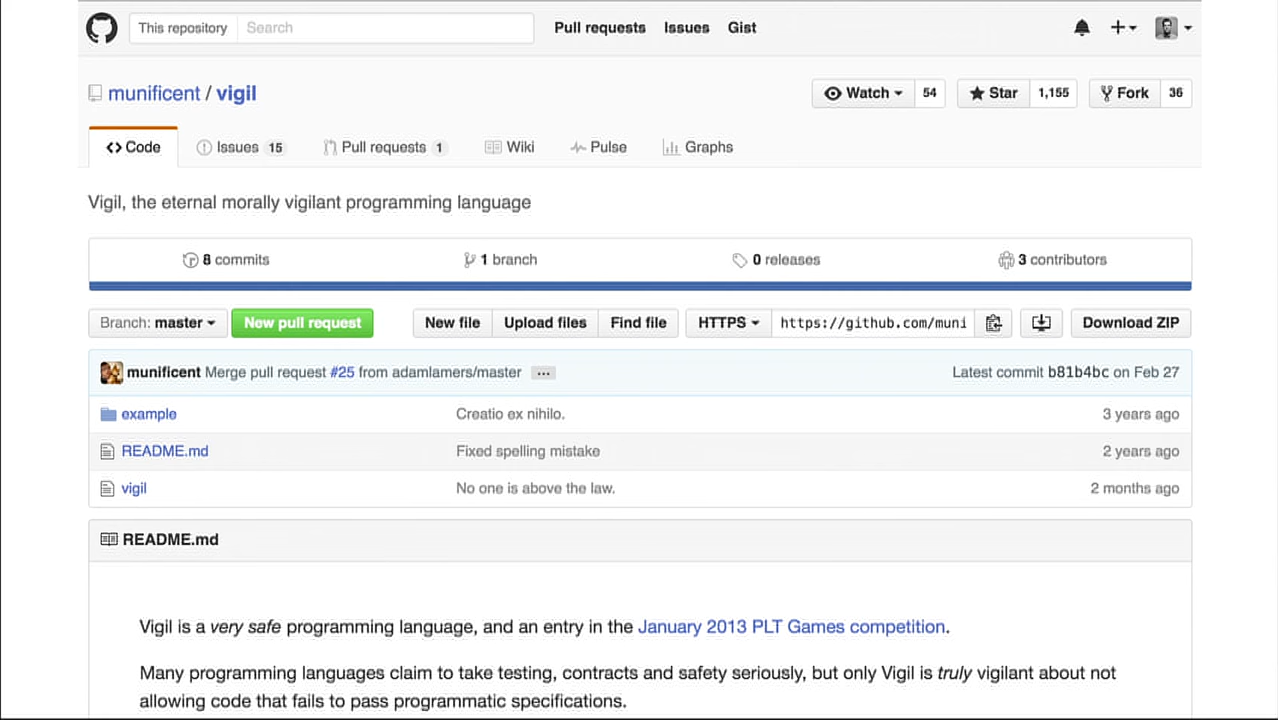 This repository Search Pull requests Issues Gist
munificent / vigil Watch 54 Star 1,155 Fork 36
Code Issues 15 Pull requests 1 Wiki Pulse Graphs
Vigil, the eternal morally vigilant programming language
8 commits 1 branch 0 releases 3 contributors
Branch: master New pull request New file Upload files Find file HTTPS https://github.com/muni Download ZIP
munificent Merge pull request #25 from adamlamers/master ... Latest commit b81b4bc on Feb 27
example Creatio ex nihilo. 3 years ago
README.md Fixed spelling mistake 2 years ago
vigil No one is above the law. 2 months ago
README.md
Vigil is a very safe programming language, and an entry in the January 2013 PLT Games competition.
Many programming languages claim to take testing, contracts and safety seriously, but only Vigil is truly vigilant about not
allowing code that fails to pass programmatic specifications.